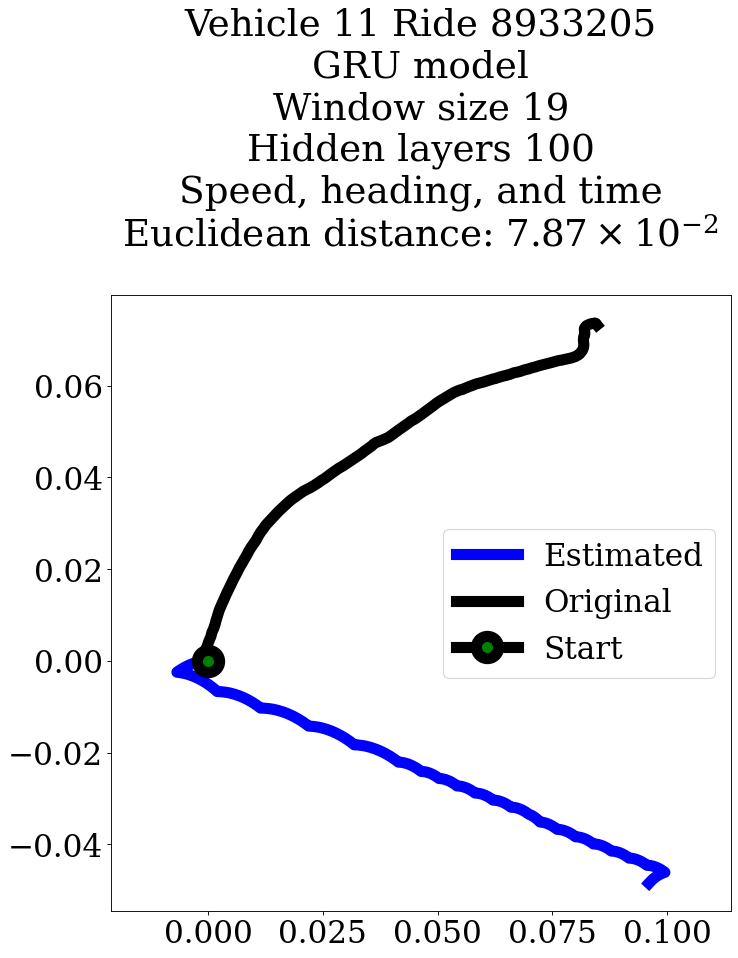 Vehicle 11 Ride 8933205
GRU model
Window size 19
Hidden layers 100
Speed, heading, and time
Euclidean distance: 7.87 × 10⁻²
0.06
0.04
0.02
0.00
−0.02
−0.04
Estimated
Original
Start
0.000 0.025 0.050 0.075 0.100